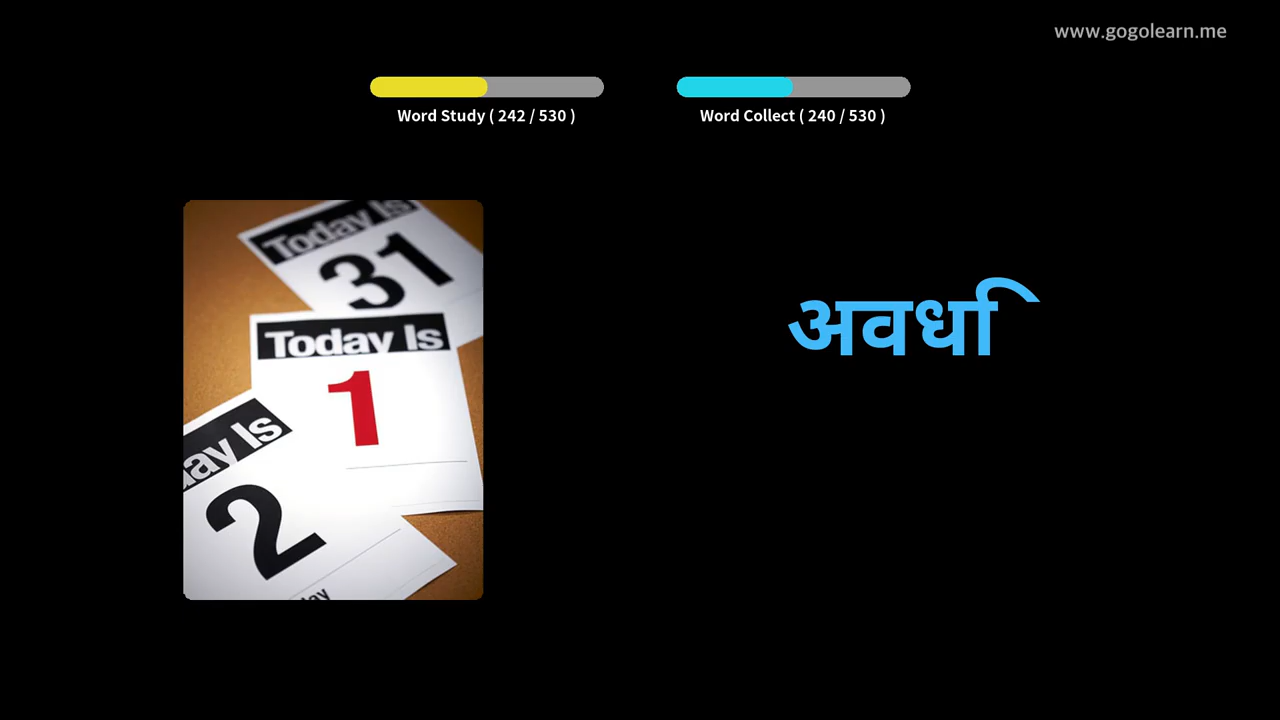 www.gogolearn.me
Word Study ( 242 / 530 )
Word Collect ( 240 / 530 )
Today Is
31
Today Is
1
ay Is
2
ay
अवधि